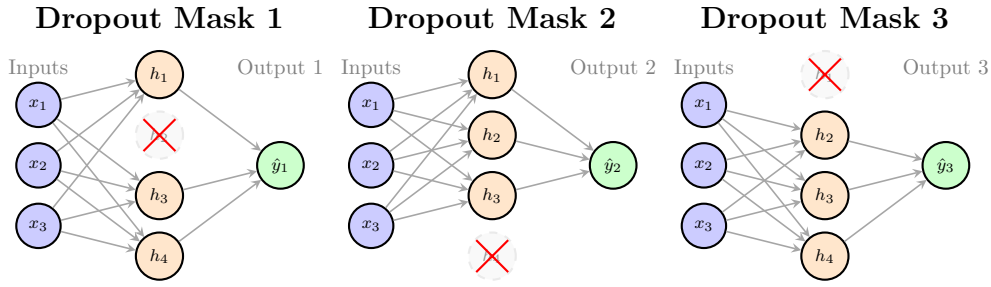 Dropout Mask 1
Inputs
Output 1
x₁
x₂
x₃
h₁
h₃
h₄
ŷ₁
Dropout Mask 2
Inputs
Output 2
x₁
x₂
x₃
h₁
h₂
h₃
ŷ₂
Dropout Mask 3
Inputs
Output 3
x₁
x₂
x₃
h₂
h₃
h₄
ŷ₃